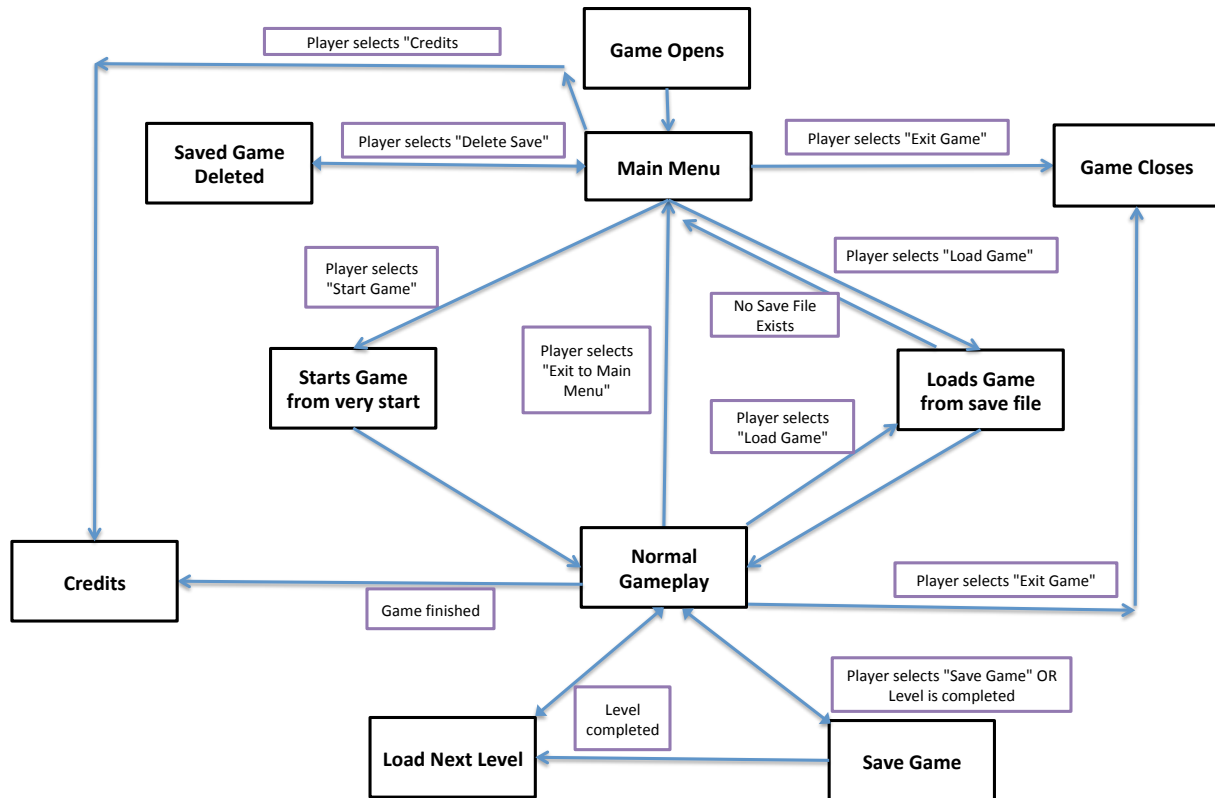 Player selects "Credits
Game Opens
Saved Game
Deleted
Player selects "Delete Save"
Main Menu
Player selects "Exit Game"
Game Closes
Player selects
"Start Game"
Player selects "Load Game"
No Save File
Exists
Player selects
"Exit to Main
Menu"
Starts Game
from very start
Loads Game
from save file
Player selects
"Load Game"
Credits
Game finished
Normal
Gameplay
Player selects "Exit Game"
Player selects "Save Game" OR
Level is completed
Level
completed
Load Next Level
Save Game